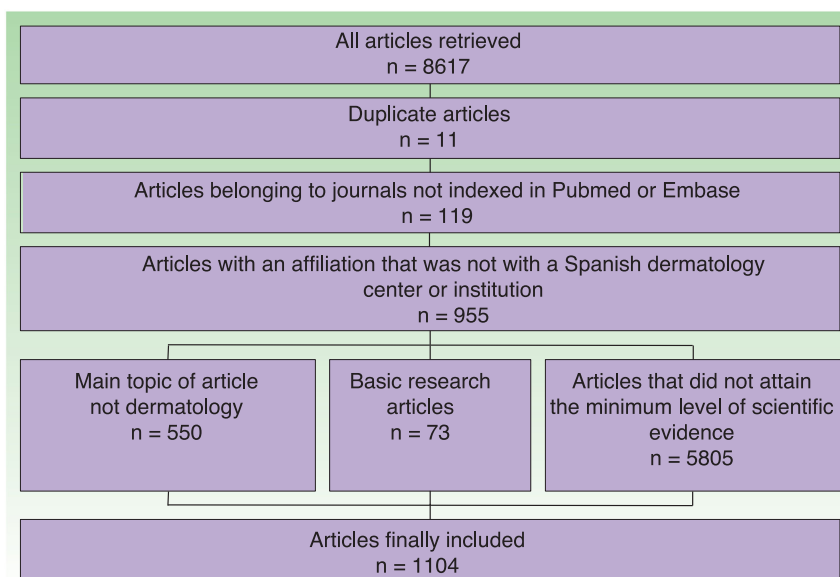 All articles retrieved
n = 8617
Duplicate articles
n = 11
Articles belonging to journals not indexed in Pubmed or Embase
n = 119
Articles with an affiliation that was not with a Spanish dermatology
center or institution
n = 955
Main topic of article
not dermatology
n = 550
Basic research
articles
n = 73
Articles that did not attain
the minimum level of scientific
evidence
n = 5805
Articles finally included
n = 1104